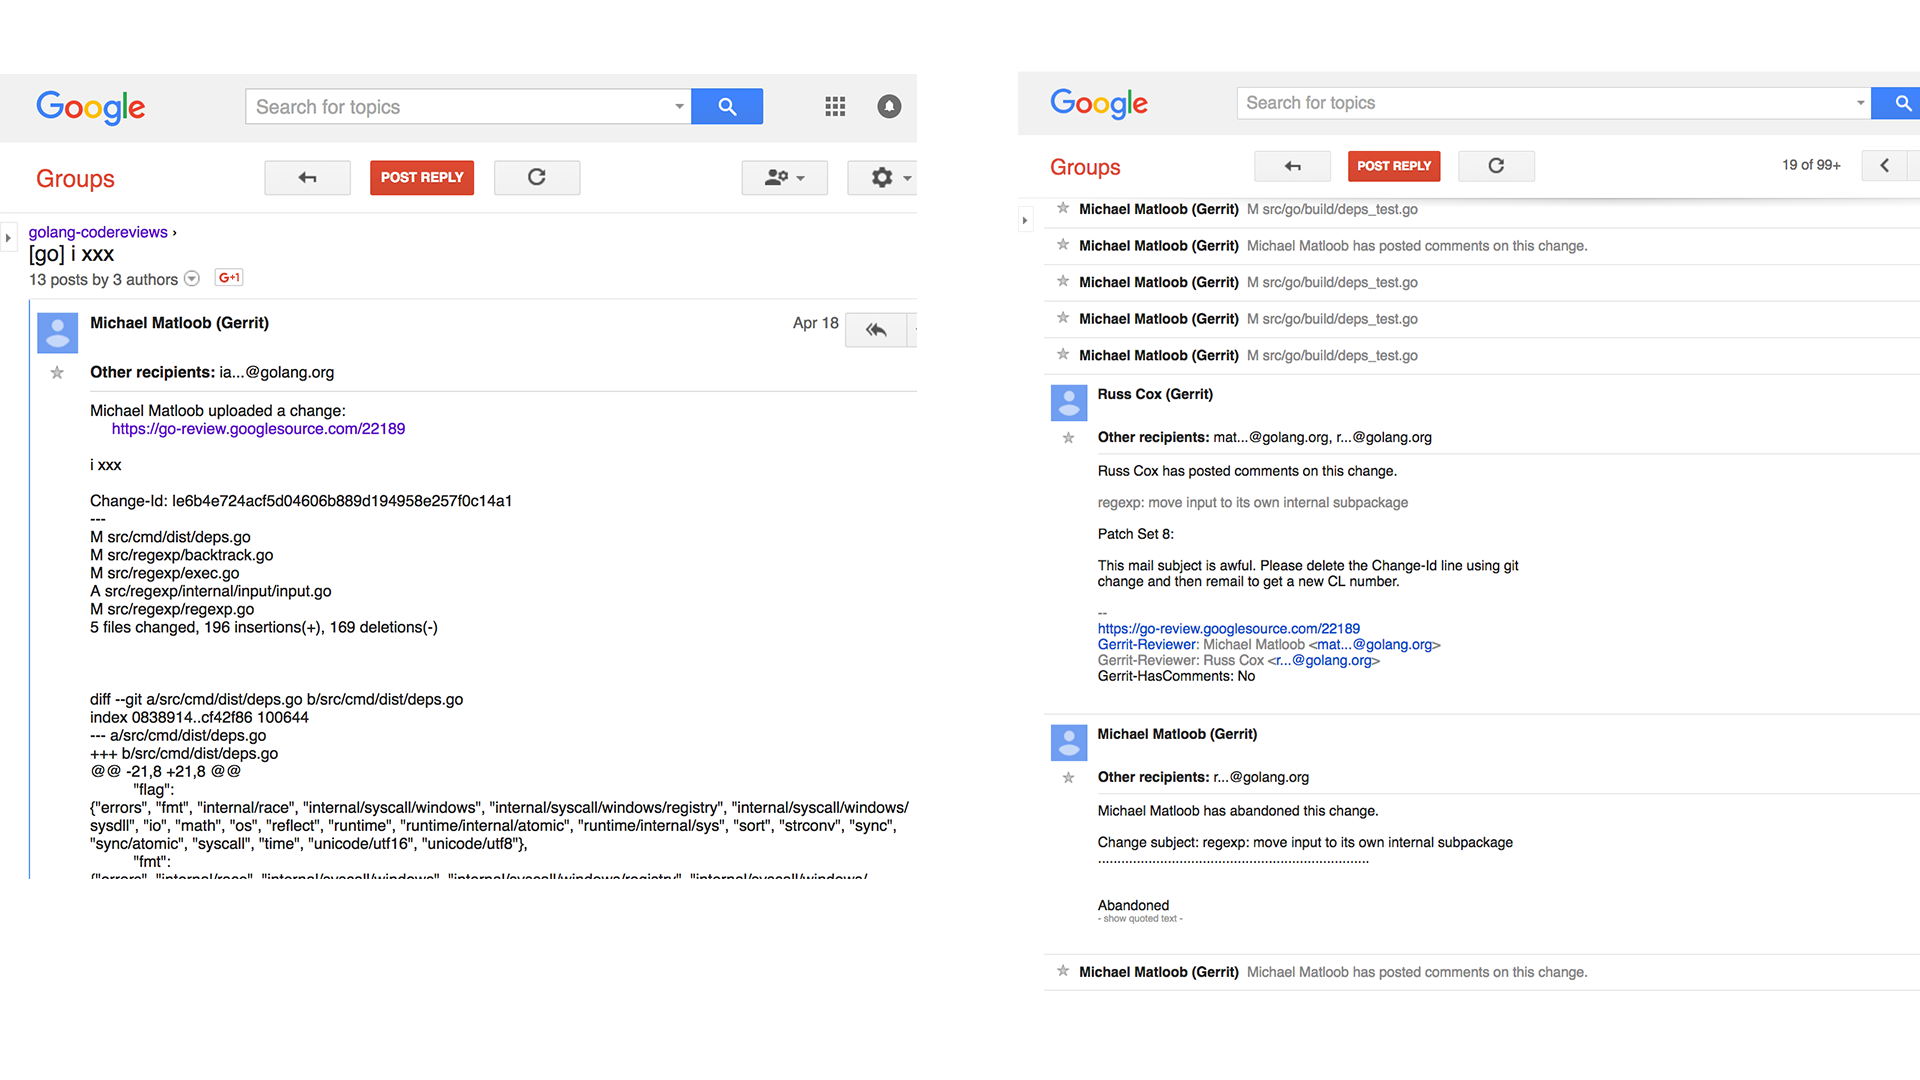 Google
Search for topics
Groups
POST REPLY
golang-codereviews ›
[go] i xxx
13 posts by 3 authors
G+1
Michael Matloob (Gerrit)
Apr 18
Other recipients: ia...@golang.org
Michael Matloob uploaded a change:
https://go-review.googlesource.com/22189
i xxx
Change-Id: Ie6b4e724acf5d04606b889d194958e257f0c14a1
---
M src/cmd/dist/deps.go
M src/regexp/backtrack.go
M src/regexp/exec.go
A src/regexp/internal/input/input.go
M src/regexp/regexp.go
5 files changed, 196 insertions(+), 169 deletions(-)
diff --git a/src/cmd/dist/deps.go b/src/cmd/dist/deps.go
index 0838914..cf42f86 100644
--- a/src/cmd/dist/deps.go
+++ b/src/cmd/dist/deps.go
@@ -21,8 +21,8 @@
"flag":
{"errors", "fmt", "internal/race", "internal/syscall/windows", "internal/syscall/windows/registry", "internal/syscall/windows/
sysdll", "io", "math", "os", "reflect", "runtime", "runtime/internal/atomic", "runtime/internal/sys", "sort", "strconv", "sync",
"sync/atomic", "syscall", "time", "unicode/utf16", "unicode/utf8"},
"fmt":
{"errors", "internal/race", "internal/syscall/windows", "internal/syscall/windows/registry", "internal/syscall/windows/
Google
Search for topics
Groups
POST REPLY
19 of 99+
Michael Matloob (Gerrit) M src/go/build/deps_test.go
Michael Matloob (Gerrit) Michael Matloob has posted comments on this change.
Michael Matloob (Gerrit) M src/go/build/deps_test.go
Michael Matloob (Gerrit) M src/go/build/deps_test.go
Michael Matloob (Gerrit) M src/go/build/deps_test.go
Russ Cox (Gerrit)
Other recipients: mat...@golang.org, r...@golang.org
Russ Cox has posted comments on this change.
regexp: move input to its own internal subpackage
Patch Set 8:
This mail subject is awful. Please delete the Change-Id line using git
change and then remail to get a new CL number.
--
https://go-review.googlesource.com/22189
Gerrit-Reviewer: Michael Matloob <mat...@golang.org>
Gerrit-Reviewer: Russ Cox <r...@golang.org>
Gerrit-HasComments: No
Michael Matloob (Gerrit)
Other recipients: r...@golang.org
Michael Matloob has abandoned this change.
Change subject: regexp: move input to its own internal subpackage
......................................................................
Abandoned
- show quoted text -
Michael Matloob (Gerrit) Michael Matloob has posted comments on this change.